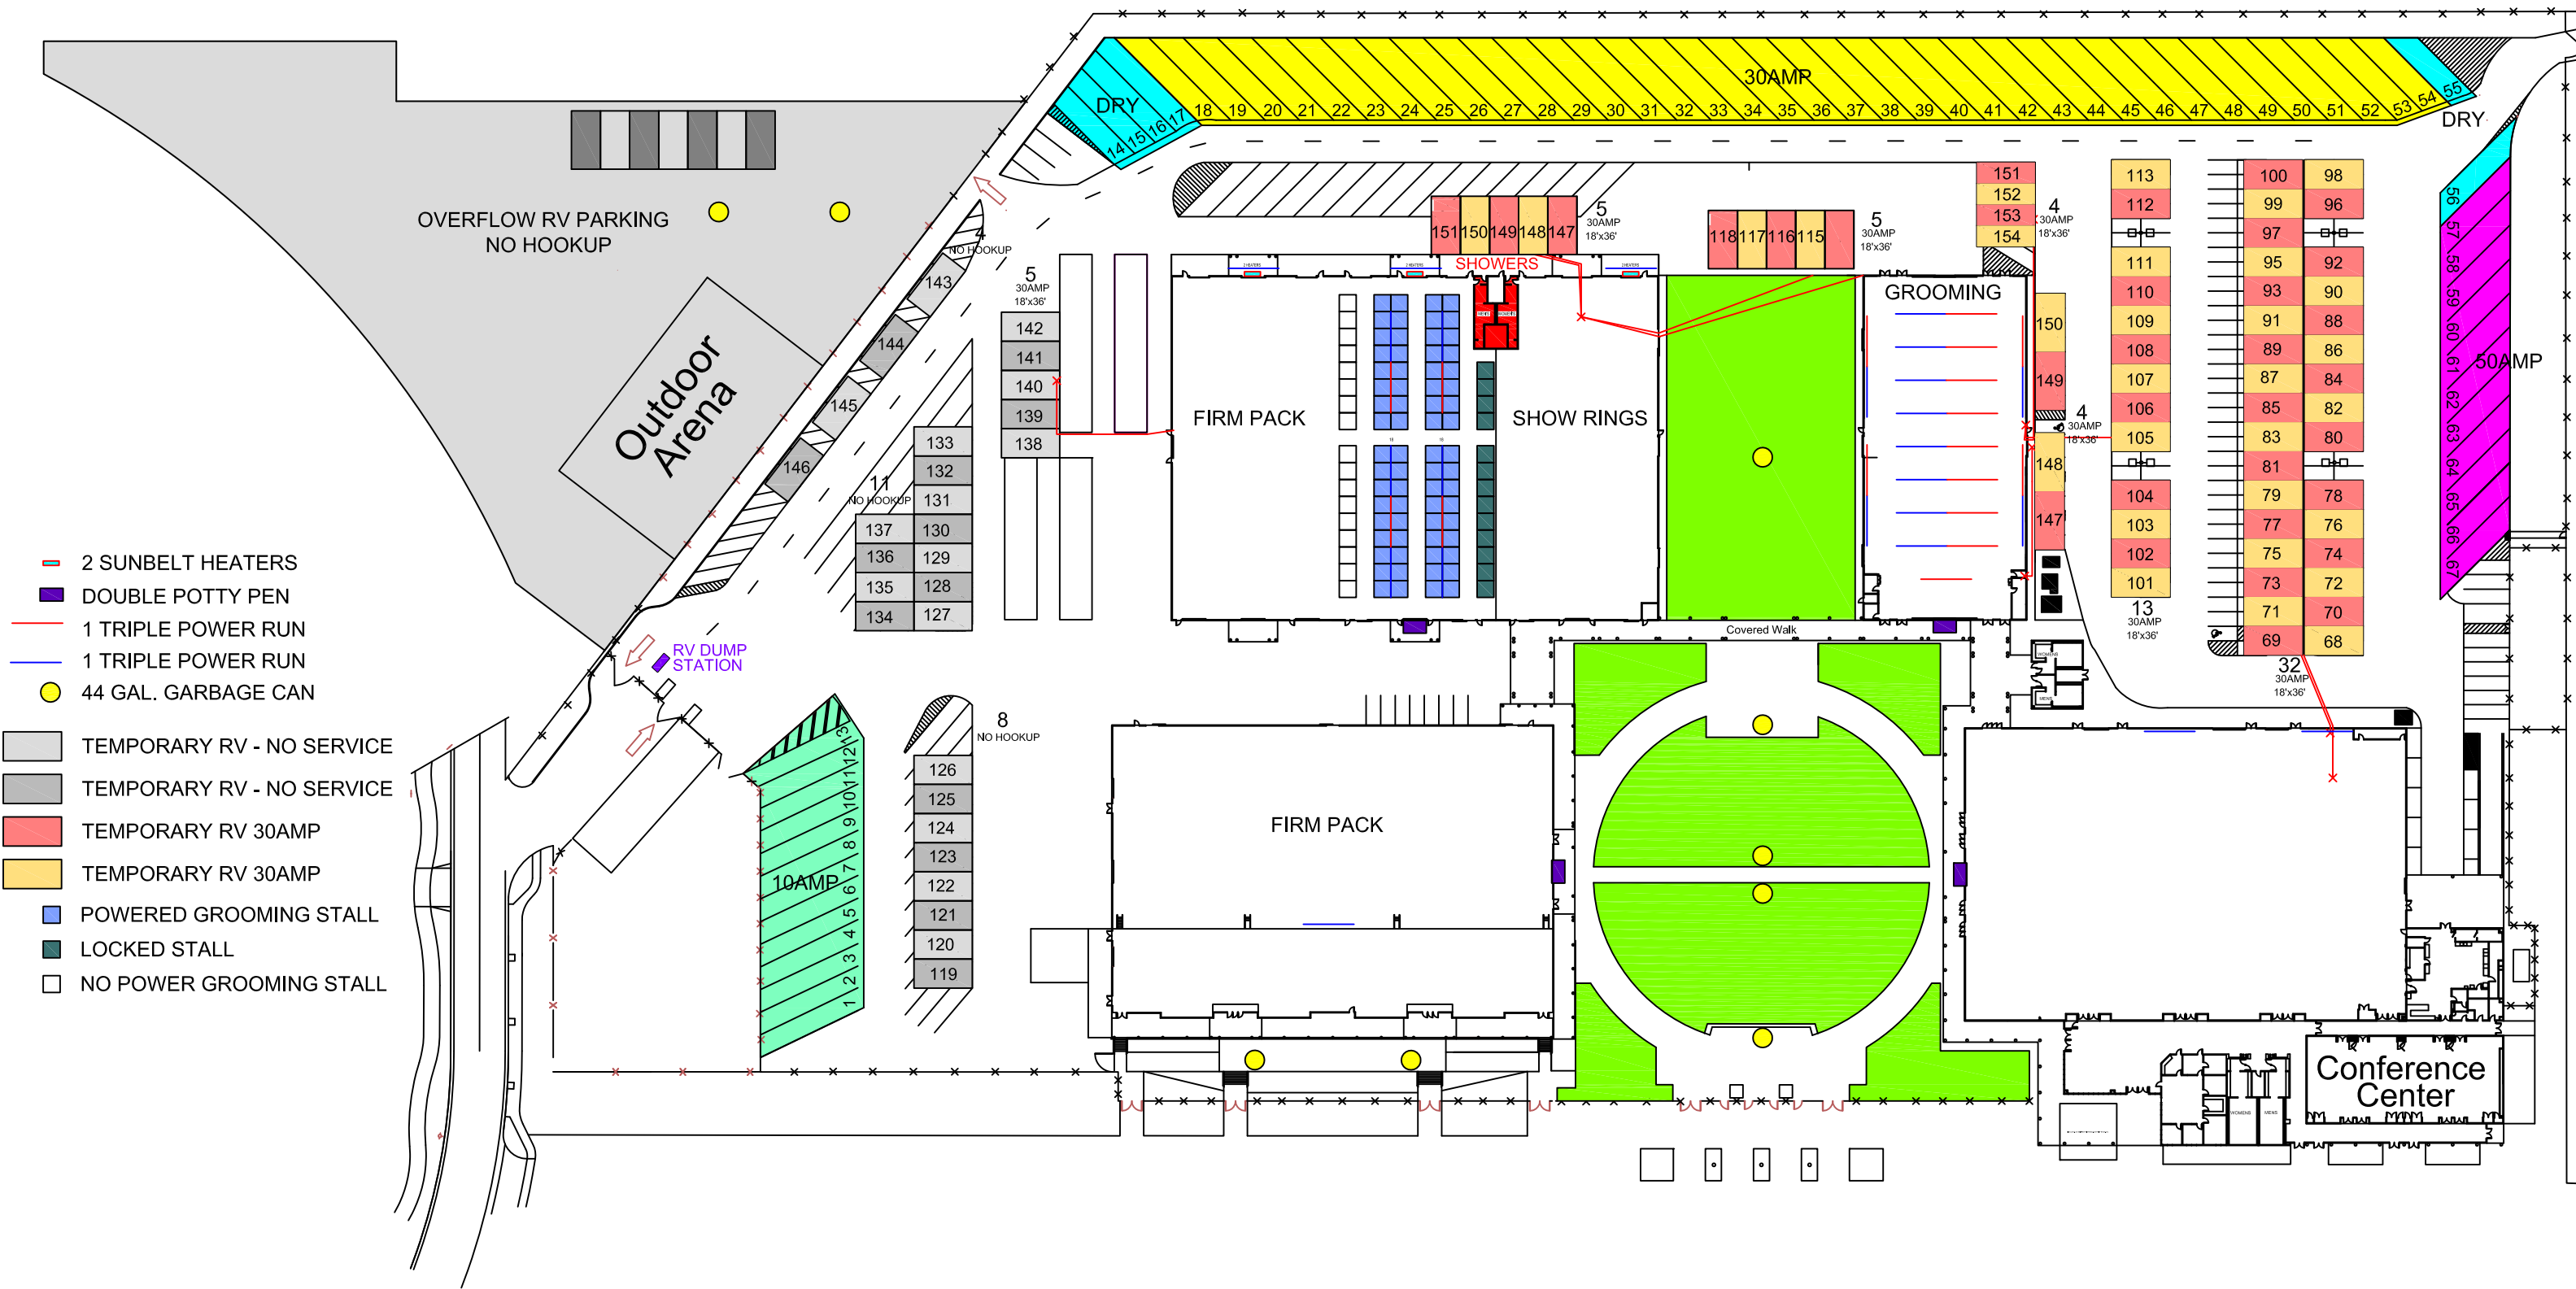 30AMP
DRY
14 15 16 17 18 19 20 21 22 23 24 25 26 27 28 29 30 31 32 33 34 35 36 37 38 39 40 41 42 43 44 45 46 47 48 49 50 51 52 53 54 55
DRY
OVERFLOW RV PARKING
NO HOOKUP
4
NO HOOKUP
143
144
145
146
Outdoor
Arena
5
30AMP
18'x36'
142
141
140
139
138
11
NO HOOKUP
133
132
131
137 130
136 129
135 128
134 127
151 150 149 148 147
5
30AMP
18'x36'
118 117 116 115
5
30AMP
18'x36'
151
152
153
154
4
30AMP
18'x36'
2 HEATERS
2 HEATERS
2 HEATERS
SHOWERS
FIRM PACK
SHOW RINGS
GROOMING
150
149
4
30AMP
18'x36'
148
147
113
112
111
110
109
108
107
106
105
104
103
102
101
13
30AMP
18'x36'
100 98
99 96
97
95 92
93 90
91 88
89 86
87 84
85 82
83 80
81
79 78
77 76
75 74
73 72
71 70
69 68
32
30AMP
18'x36'
56 57 58 59 60 61 62 63 64 65 66 67
50AMP
Covered Walk
WOMENS
MENS
RV DUMP
STATION
2 SUNBELT HEATERS
DOUBLE POTTY PEN
1 TRIPLE POWER RUN
1 TRIPLE POWER RUN
44 GAL. GARBAGE CAN
TEMPORARY RV - NO SERVICE
TEMPORARY RV - NO SERVICE
TEMPORARY RV 30AMP
TEMPORARY RV 30AMP
POWERED GROOMING STALL
LOCKED STALL
NO POWER GROOMING STALL
10AMP
1 2 3 4 5 6 7 8 9 10 11 12 13
8
NO HOOKUP
126
125
124
123
122
121
120
119
FIRM PACK
Conference
Center
WOMENS
MENS